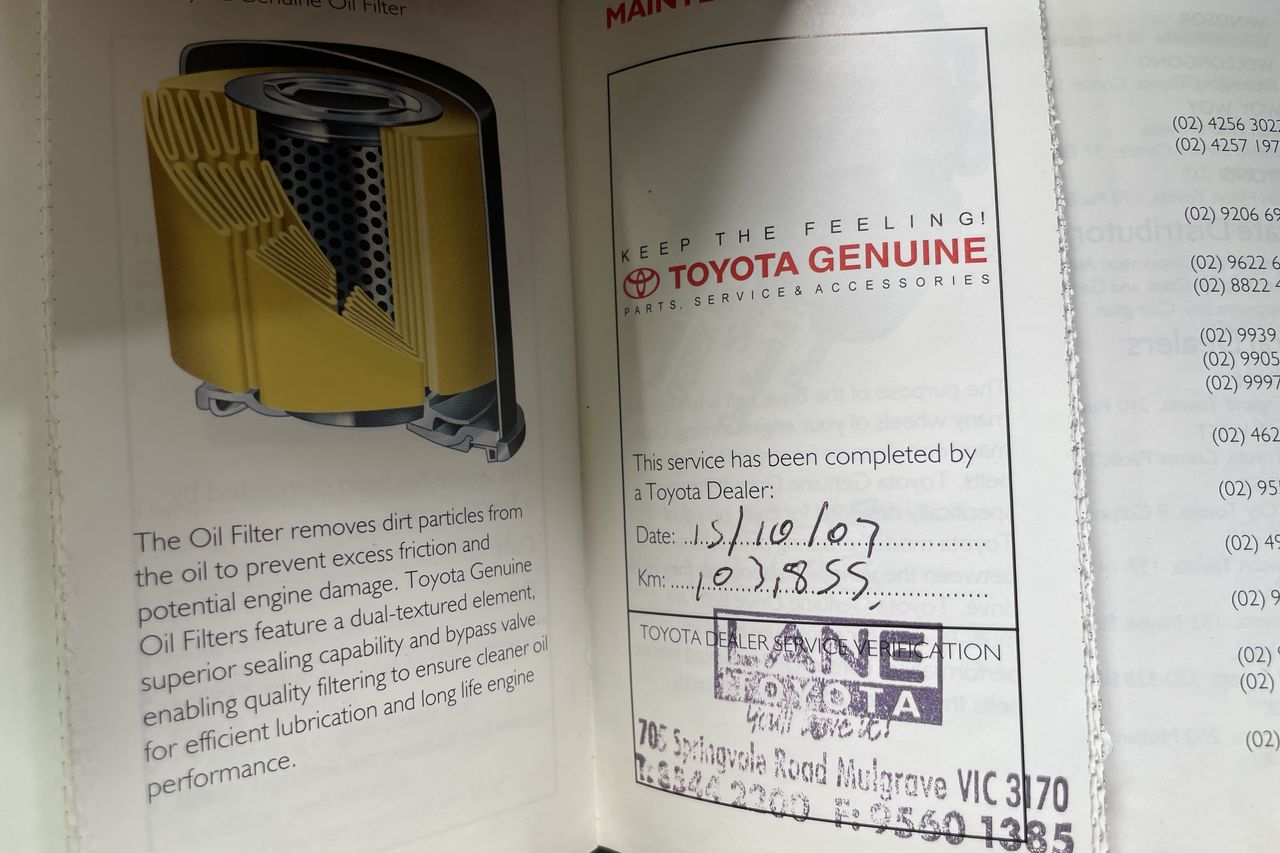 Genuine Oil Filter
The Oil Filter removes dirt particles from
the oil to prevent excess friction and
potential engine damage. Toyota Genuine
Oil Filters feature a dual-textured element,
superior sealing capability and bypass valve
enabling quality filtering to ensure cleaner oil
for efficient lubrication and long life engine
performance.
KEEP THE FEELING!
TOYOTA GENUINE
PARTS, SERVICE & ACCESSORIES
This service has been completed by
a Toyota Dealer:
Date: 15/10/07
Km: 103,855
TOYOTA DEALER SERVICE VERIFICATION
LANE
TOYOTA
you'll love it!
705 Springvale Road Mulgrave VIC 3170
T: 8544 2200 F: 9560 1385
(02) 4256 302
(02) 4257 197
(02) 9206 69
(02) 9622 6
(02) 8822 4
(02) 9939
(02) 9905
(02) 9997
(02) 462
(02) 95
(02) 49
(02) 9
(02)
(02)
(02)